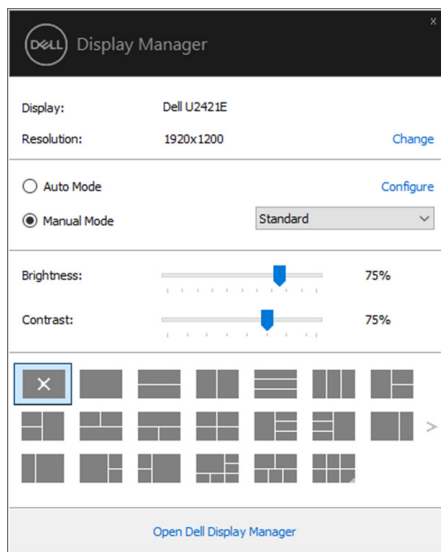 x
DELL Display Manager
Display: Dell U2421E
Resolution: 1920x1200 Change
Auto Mode Configure
Manual Mode Standard
Brightness: 75%
Contrast: 75%
Open Dell Display Manager